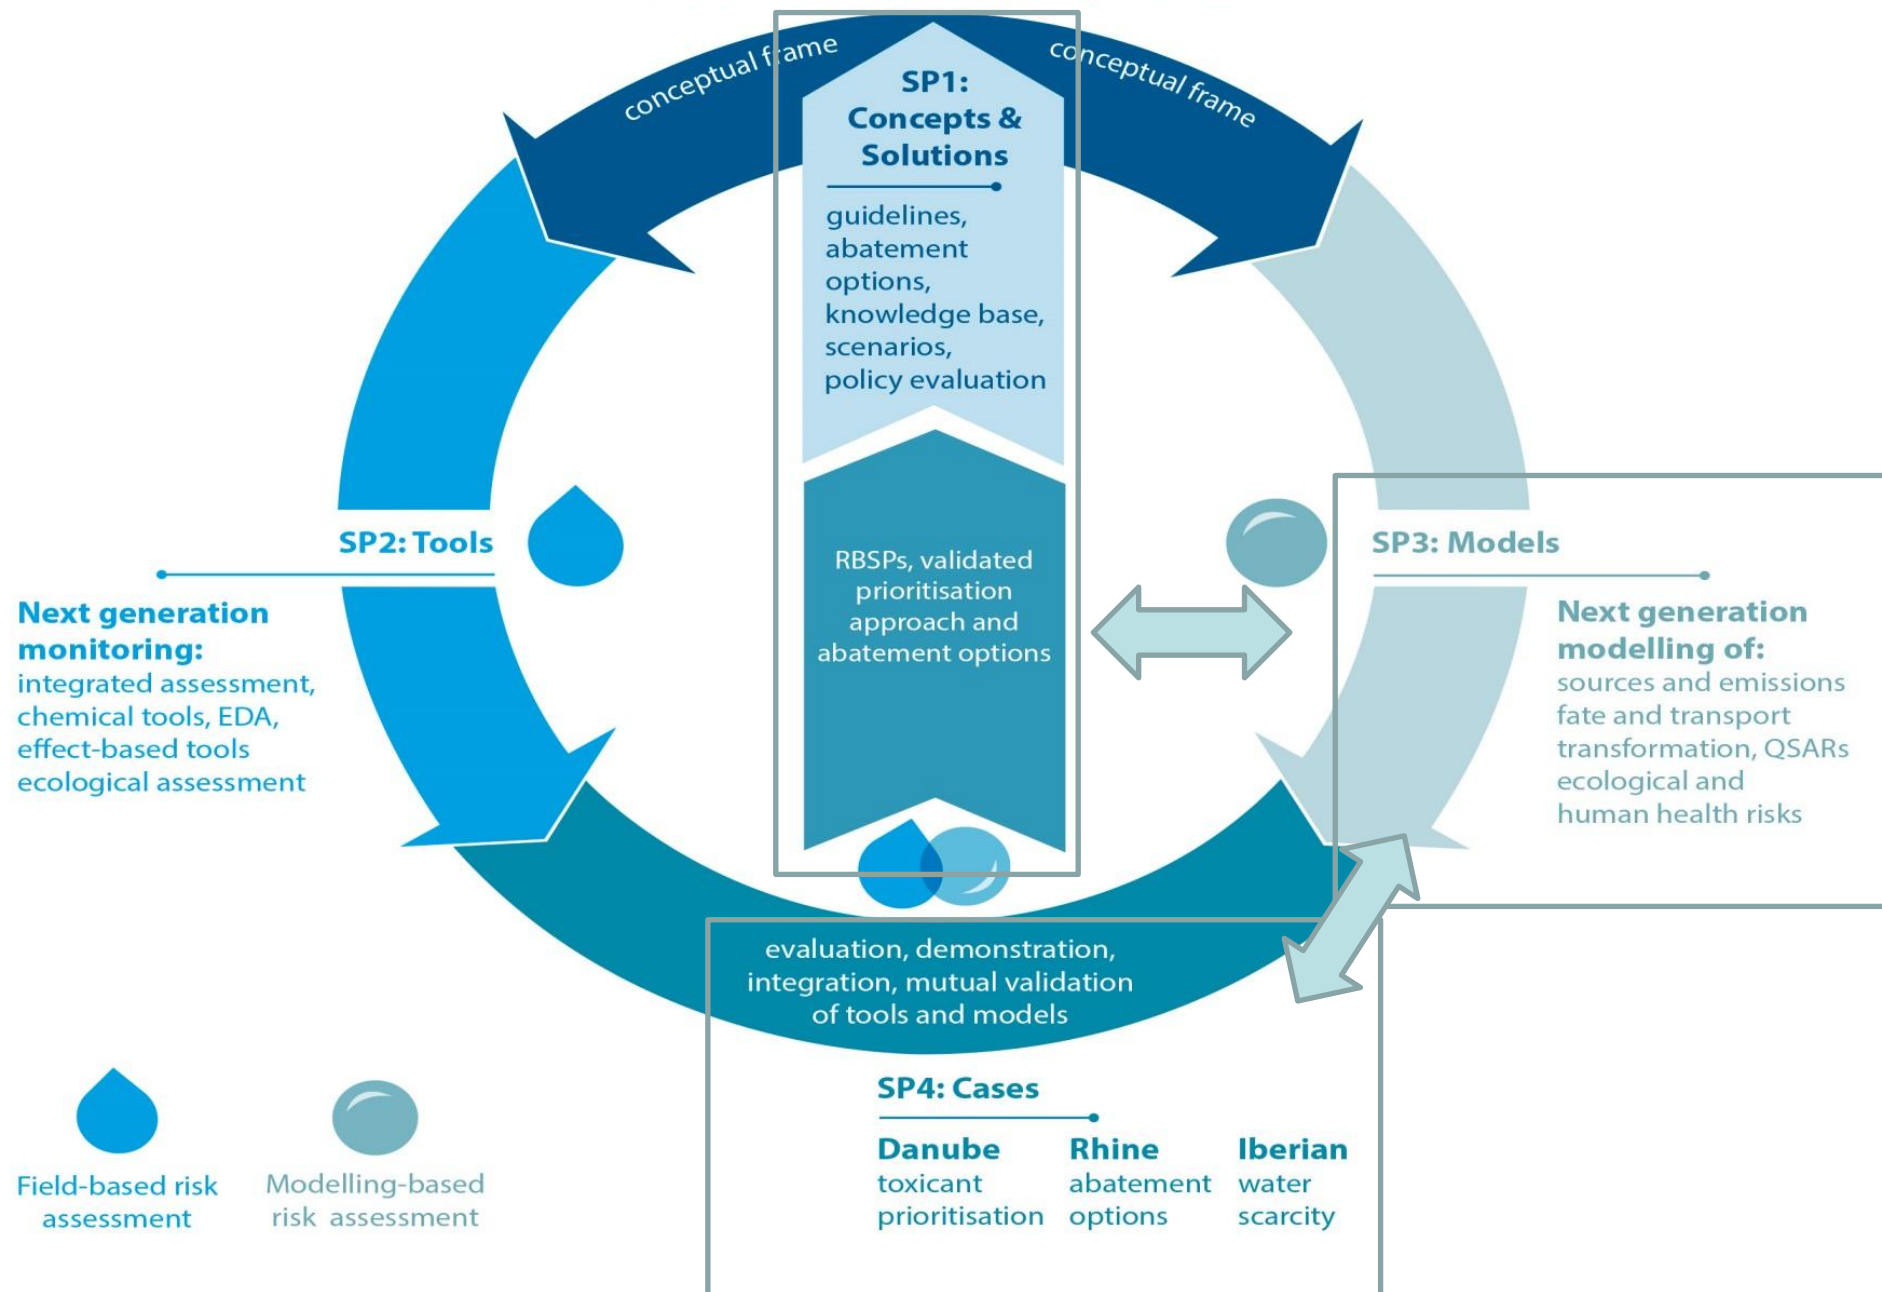 conceptual frame
conceptual frame
SP1:
Concepts &
Solutions
guidelines,
abatement
options,
knowledge base,
scenarios,
policy evaluation
RBSPs, validated
prioritisation
approach and
abatement options
SP2: Tools
Next generation
monitoring:
integrated assessment,
chemical tools, EDA,
effect-based tools
ecological assessment
SP3: Models
Next generation
modelling of:
sources and emissions
fate and transport
transformation, QSARs
ecological and
human health risks
evaluation, demonstration,
integration, mutual validation
of tools and models
SP4: Cases
Danube
toxicant
prioritisation
Rhine
abatement
options
Iberian
water
scarcity
Field-based risk
assessment
Modelling-based
risk assessment